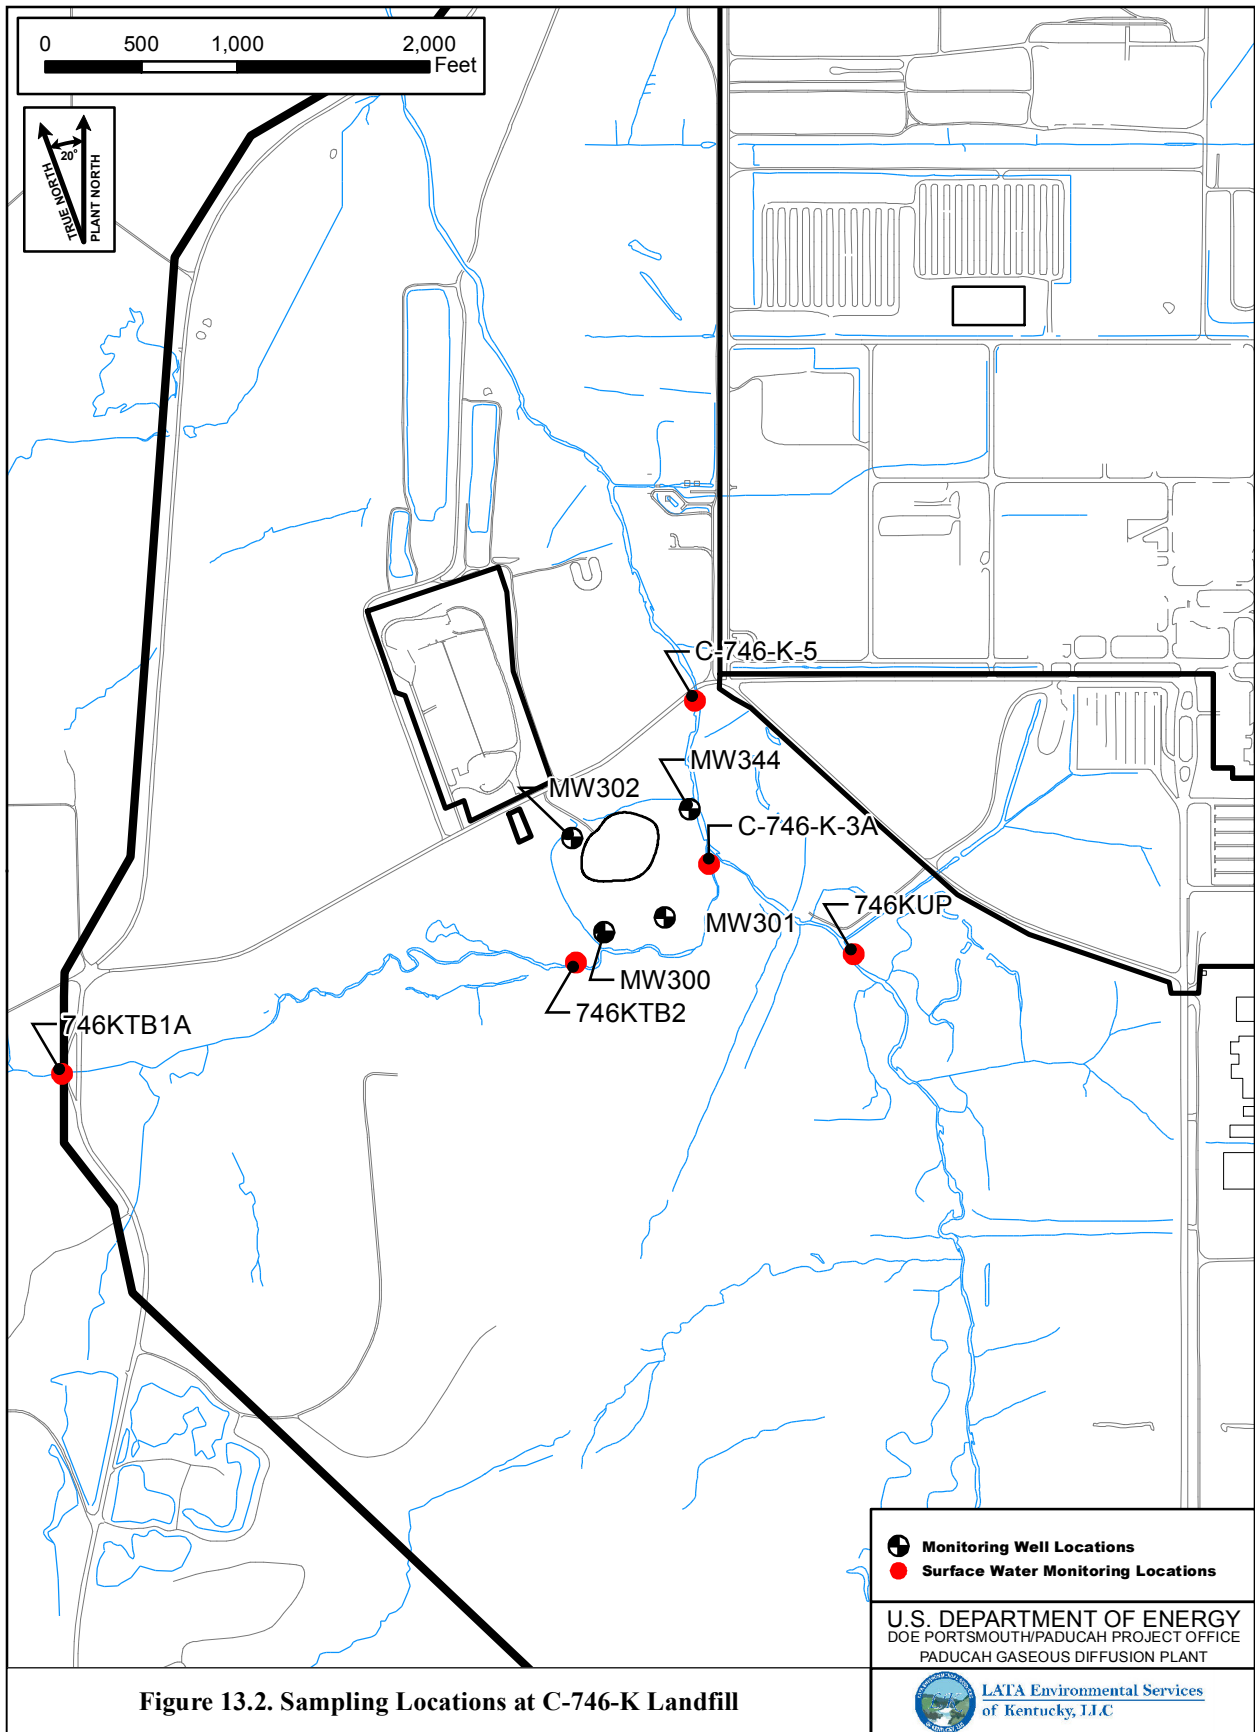 0 500 1,000 2,000
Feet
20°
TRUE NORTH
PLANT NORTH
C-746-K-5
MW344
MW302
C-746-K-3A
746KUP
MW301
MW300
746KTB2
746KTB1A
Monitoring Well Locations
Surface Water Monitoring Locations
U.S. DEPARTMENT OF ENERGY
DOE PORTSMOUTH/PADUCAH PROJECT OFFICE
PADUCAH GASEOUS DIFFUSION PLANT
LATA Environmental Services
of Kentucky, LLC
Figure 13.2. Sampling Locations at C-746-K Landfill